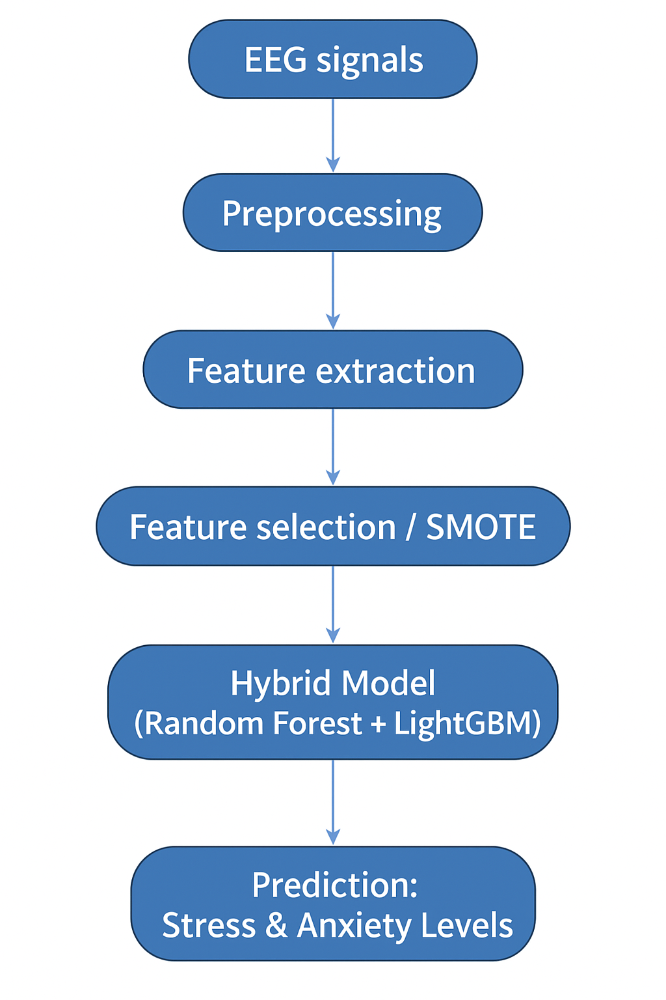 EEG signals
Preprocessing
Feature extraction
Feature selection / SMOTE
Hybrid Model
(Random Forest + LightGBM)
Prediction:
Stress & Anxiety Levels